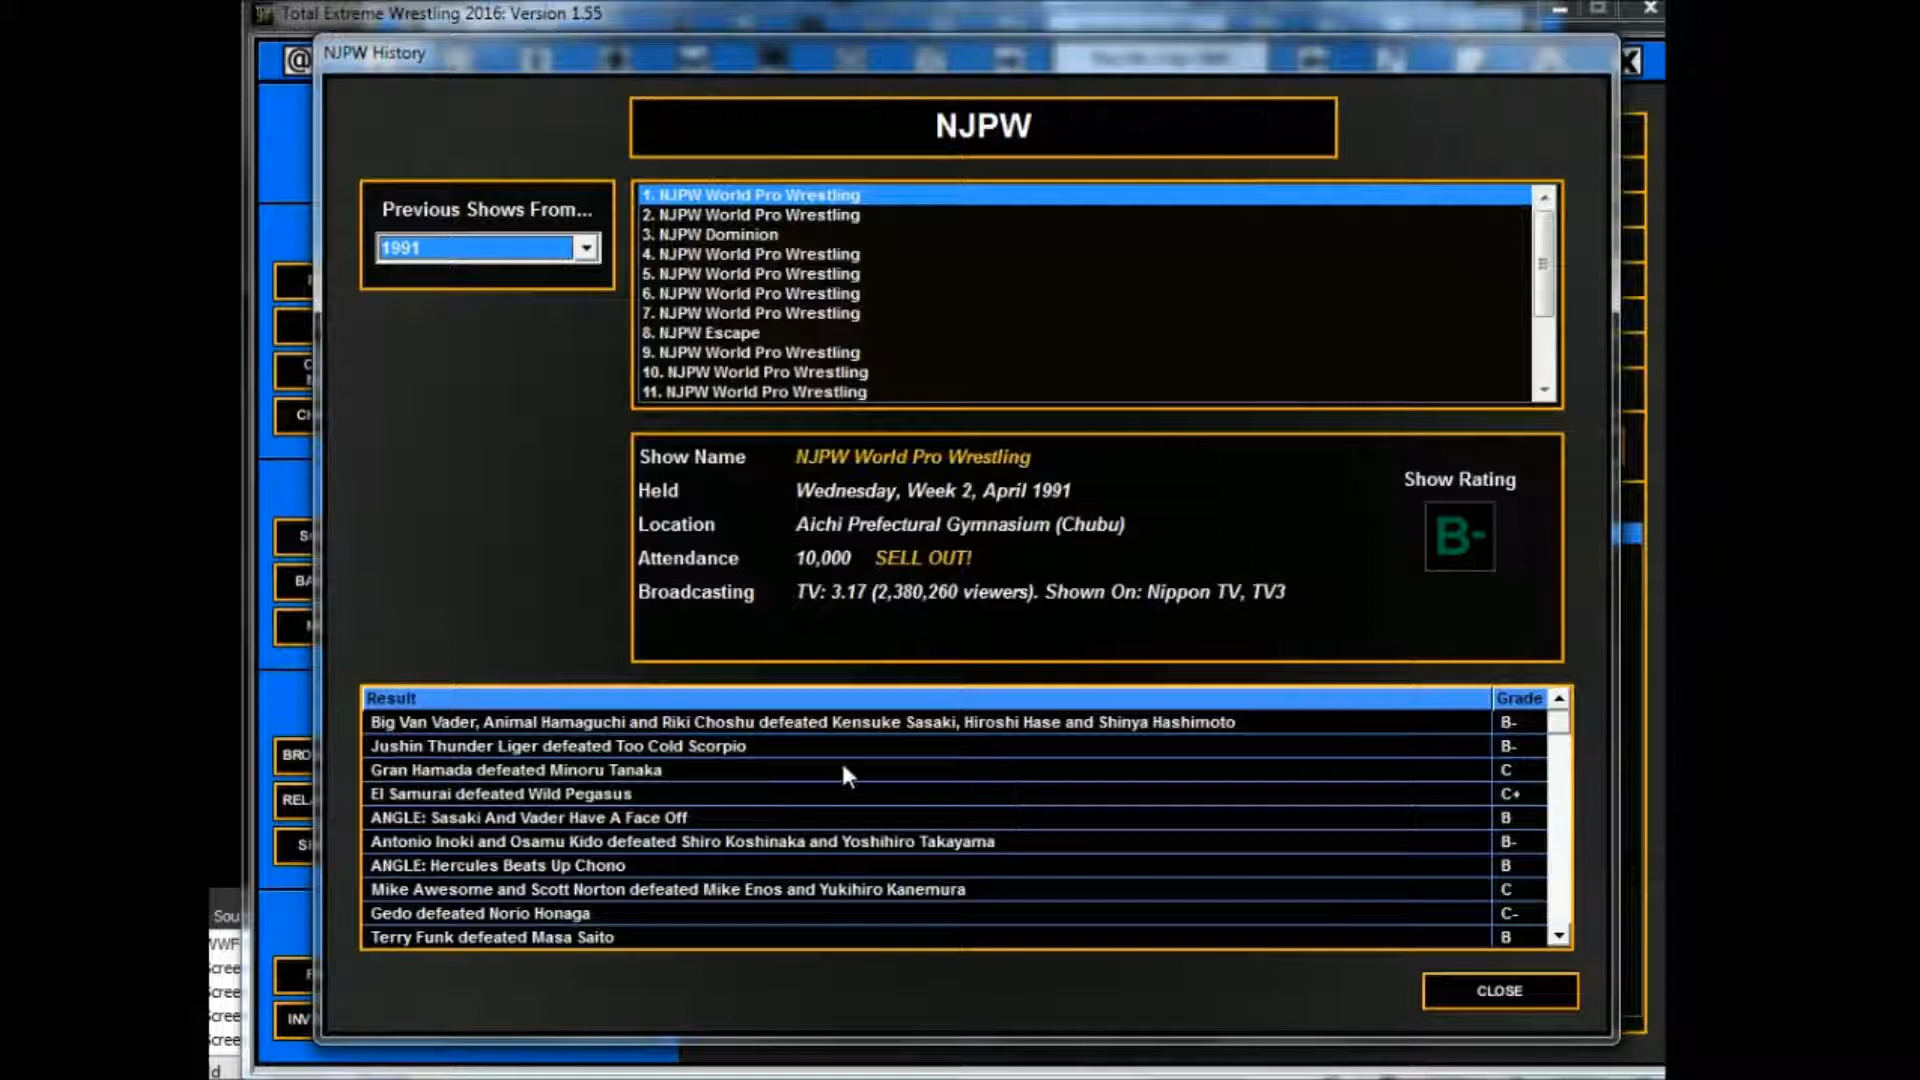 Total Extreme Wrestling 2016: Version 1.55
NJPW History
@
X
NJPW
Previous Shows From...
1991
1. NJPW World Pro Wrestling
2. NJPW World Pro Wrestling
3. NJPW Dominion
4. NJPW World Pro Wrestling
5. NJPW World Pro Wrestling
6. NJPW World Pro Wrestling
7. NJPW World Pro Wrestling
8. NJPW Escape
9. NJPW World Pro Wrestling
10. NJPW World Pro Wrestling
11. NJPW World Pro Wrestling
Show Name NJPW World Pro Wrestling
Held Wednesday, Week 2, April 1991
Location Aichi Prefectural Gymnasium (Chubu)
Attendance 10,000 SELL OUT!
Broadcasting TV: 3.17 (2,380,260 viewers). Shown On: Nippon TV, TV3
Show Rating
B-
Result Grade
Big Van Vader, Animal Hamaguchi and Riki Choshu defeated Kensuke Sasaki, Hiroshi Hase and Shinya Hashimoto B-
Jushin Thunder Liger defeated Too Cold Scorpio B-
Gran Hamada defeated Minoru Tanaka C
El Samurai defeated Wild Pegasus C+
ANGLE: Sasaki And Vader Have A Face Off B
Antonio Inoki and Osamu Kido defeated Shiro Koshinaka and Yoshihiro Takayama B-
ANGLE: Hercules Beats Up Chono B
Mike Awesome and Scott Norton defeated Mike Enos and Yukihiro Kanemura C
Gedo defeated Norio Honaga C-
Terry Funk defeated Masa Saito B
CLOSE
BRO
REL
INV
Sou
WWF
Scree
Scree
Scree
Scree